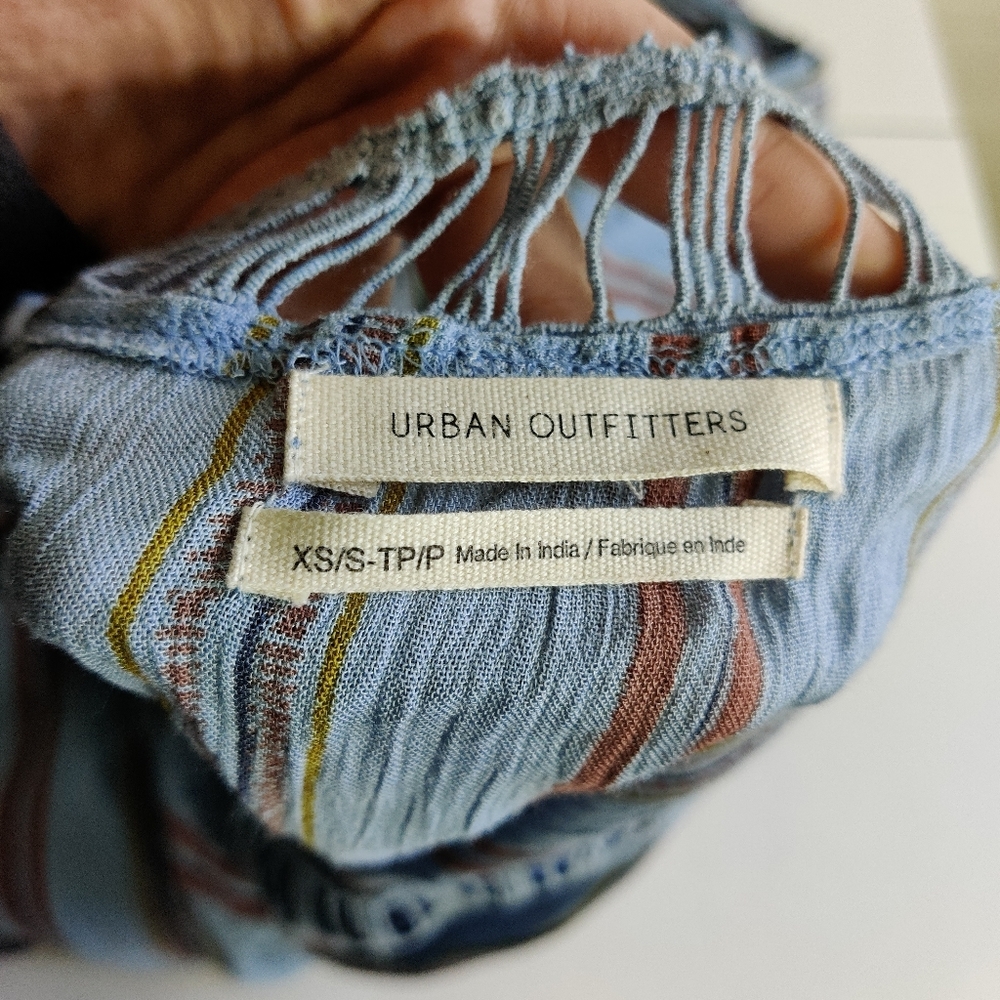 URBAN OUTFITTERS
XS/S-TP/P Made In India / Fabrique en Inde